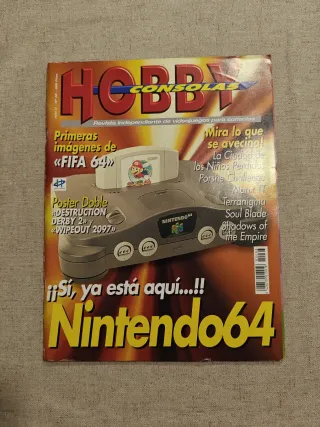 HOBBY
CONSOLAS
Revista independiente de videojuegos para consolas
Primeras
imágenes de
«FIFA 64»
¡Mira lo que
se avecina!
La Ciudad de
los Niños Perdidos
Porsche Challenge
Terranigma
Soul Blade
Shadows of
the Empire
Poster Doble
«DESTRUCTION
DERBY 2»
«WIPEOUT 2097»
NINTENDO64
¡¡Sí, ya está aquí...!!
Nintendo64